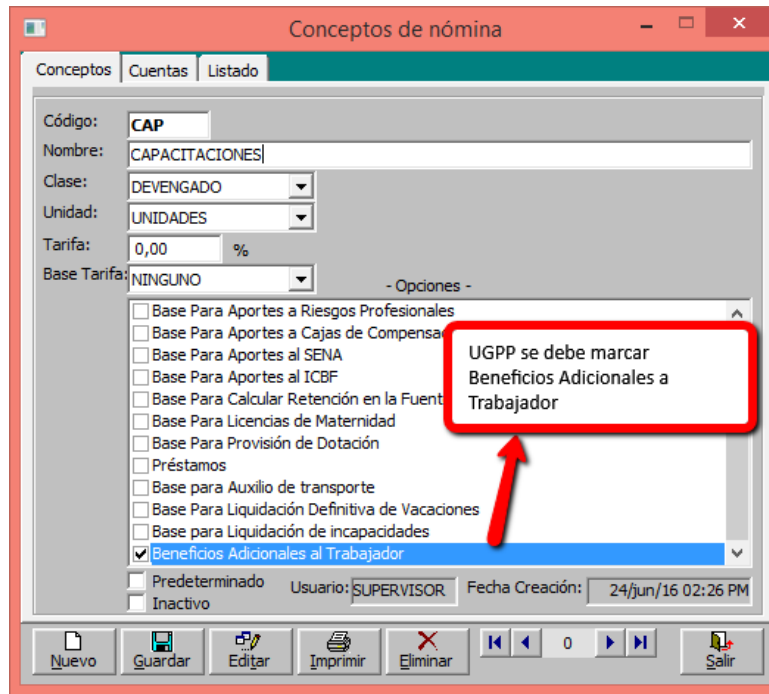 Conceptos de nómina
Conceptos Cuentas Listado
Código: CAP
Nombre: CAPACITACIONES
Clase: DEVENGADO
Unidad: UNIDADES
Tarifa: 0,00 %
Base Tarifa: NINGUNO
- Opciones -
Base Para Aportes a Riesgos Profesionales
Base Para Aportes a Cajas de Compensac
Base Para Aportes al SENA
Base Para Aportes al ICBF
Base Para Calcular Retención en la Fuent
Base Para Licencias de Maternidad
Base Para Provisión de Dotación
Préstamos
Base para Auxilio de transporte
Base Para Liquidación Definitiva de Vacaciones
Base para Liquidación de incapacidades
Beneficios Adicionales al Trabajador
UGPP se debe marcar
Beneficios Adicionales a
Trabajador
Predeterminado
Inactivo
Usuario: SUPERVISOR Fecha Creación: 24/jun/16 02:26 PM
Nuevo Guardar Editar Imprimir Eliminar 0 Salir